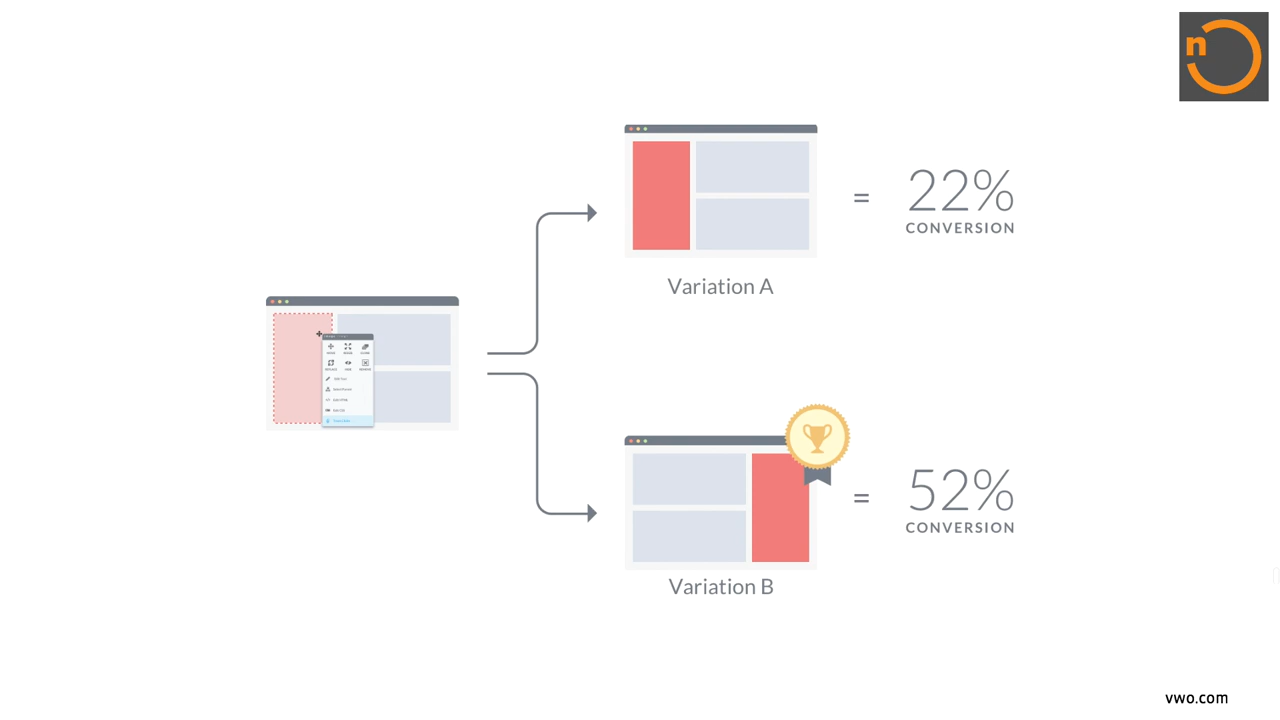 n
22%
= 
CONVERSION
Variation A
52%
=
CONVERSION
Variation B
vwo.com